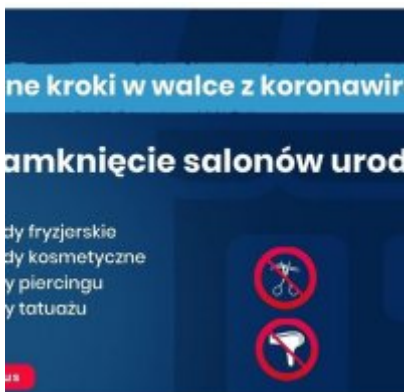 ne kroki w walce z koronawir
amknięcie salonów urod
dy fryzjerskie
dy kosmetyczne
y piercingu
y tatuażu
us